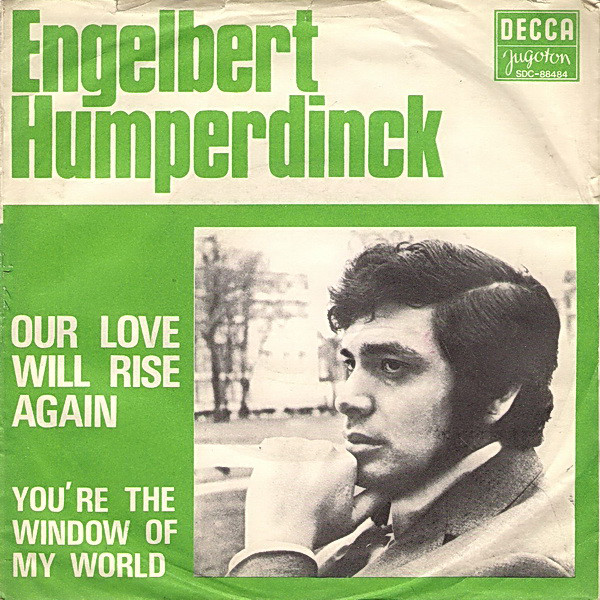 Engelbert
Humperdinck
DECCA
Jugoton
SDC-88484
OUR LOVE
WILL RISE
AGAIN
YOU'RE THE
WINDOW OF
MY WORLD